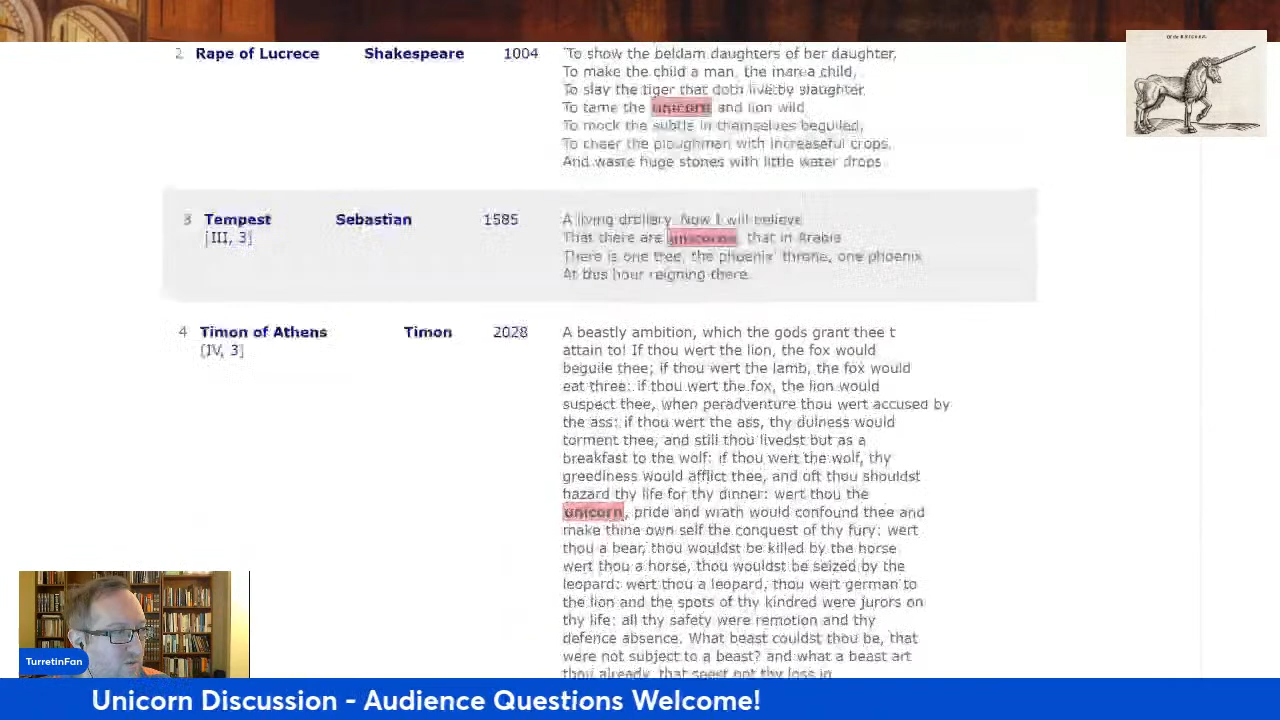 Of the UNICORN.
2 Rape of Lucrece Shakespeare 1004 'To show the beldam daughters of her daughter,
To make the child a man, the man a child,
To slay the tiger that doth live by slaughter,
To tame the unicorn and lion wild
To mock the subtle in themselves beguiled,
To cheer the ploughman with increaseful crops,
And waste huge stones with little water drops
3 Tempest Sebastian 1585 A living drollery. Now I will believe
[III, 3] That there are unicorns, that in Arabia
There is one tree, the phoenix' throne, one phoenix
At this hour reigning there.
4 Timon of Athens Timon 2028 A beastly ambition, which the gods grant thee t
[IV, 3] attain to! If thou wert the lion, the fox would
beguile thee; if thou wert the lamb, the fox would
eat three: if thou wert the fox, the lion would
suspect thee, when peradventure thou wert accused by
the ass: if thou wert the ass, thy dulness would
torment thee, and still thou livedst but as a
breakfast to the wolf: if thou wert the wolf, thy
greediness would afflict thee, and oft thou shouldst
hazard thy life for thy dinner: wert thou the
unicorn, pride and wrath would confound thee and
make thine own self the conquest of thy fury: wert
thou a bear, thou wouldst be killed by the horse
wert thou a horse, thou wouldst be seized by the
leopard: wert thou a leopard, thou wert german to
the lion and the spots of thy kindred were jurors on
thy life: all thy safety were remotion and thy
defence absence. What beast couldst thou be, that
were not subject to a beast? and what a beast art
thou already, that seest not thy loss in
TurretinFan
Unicorn Discussion - Audience Questions Welcome!